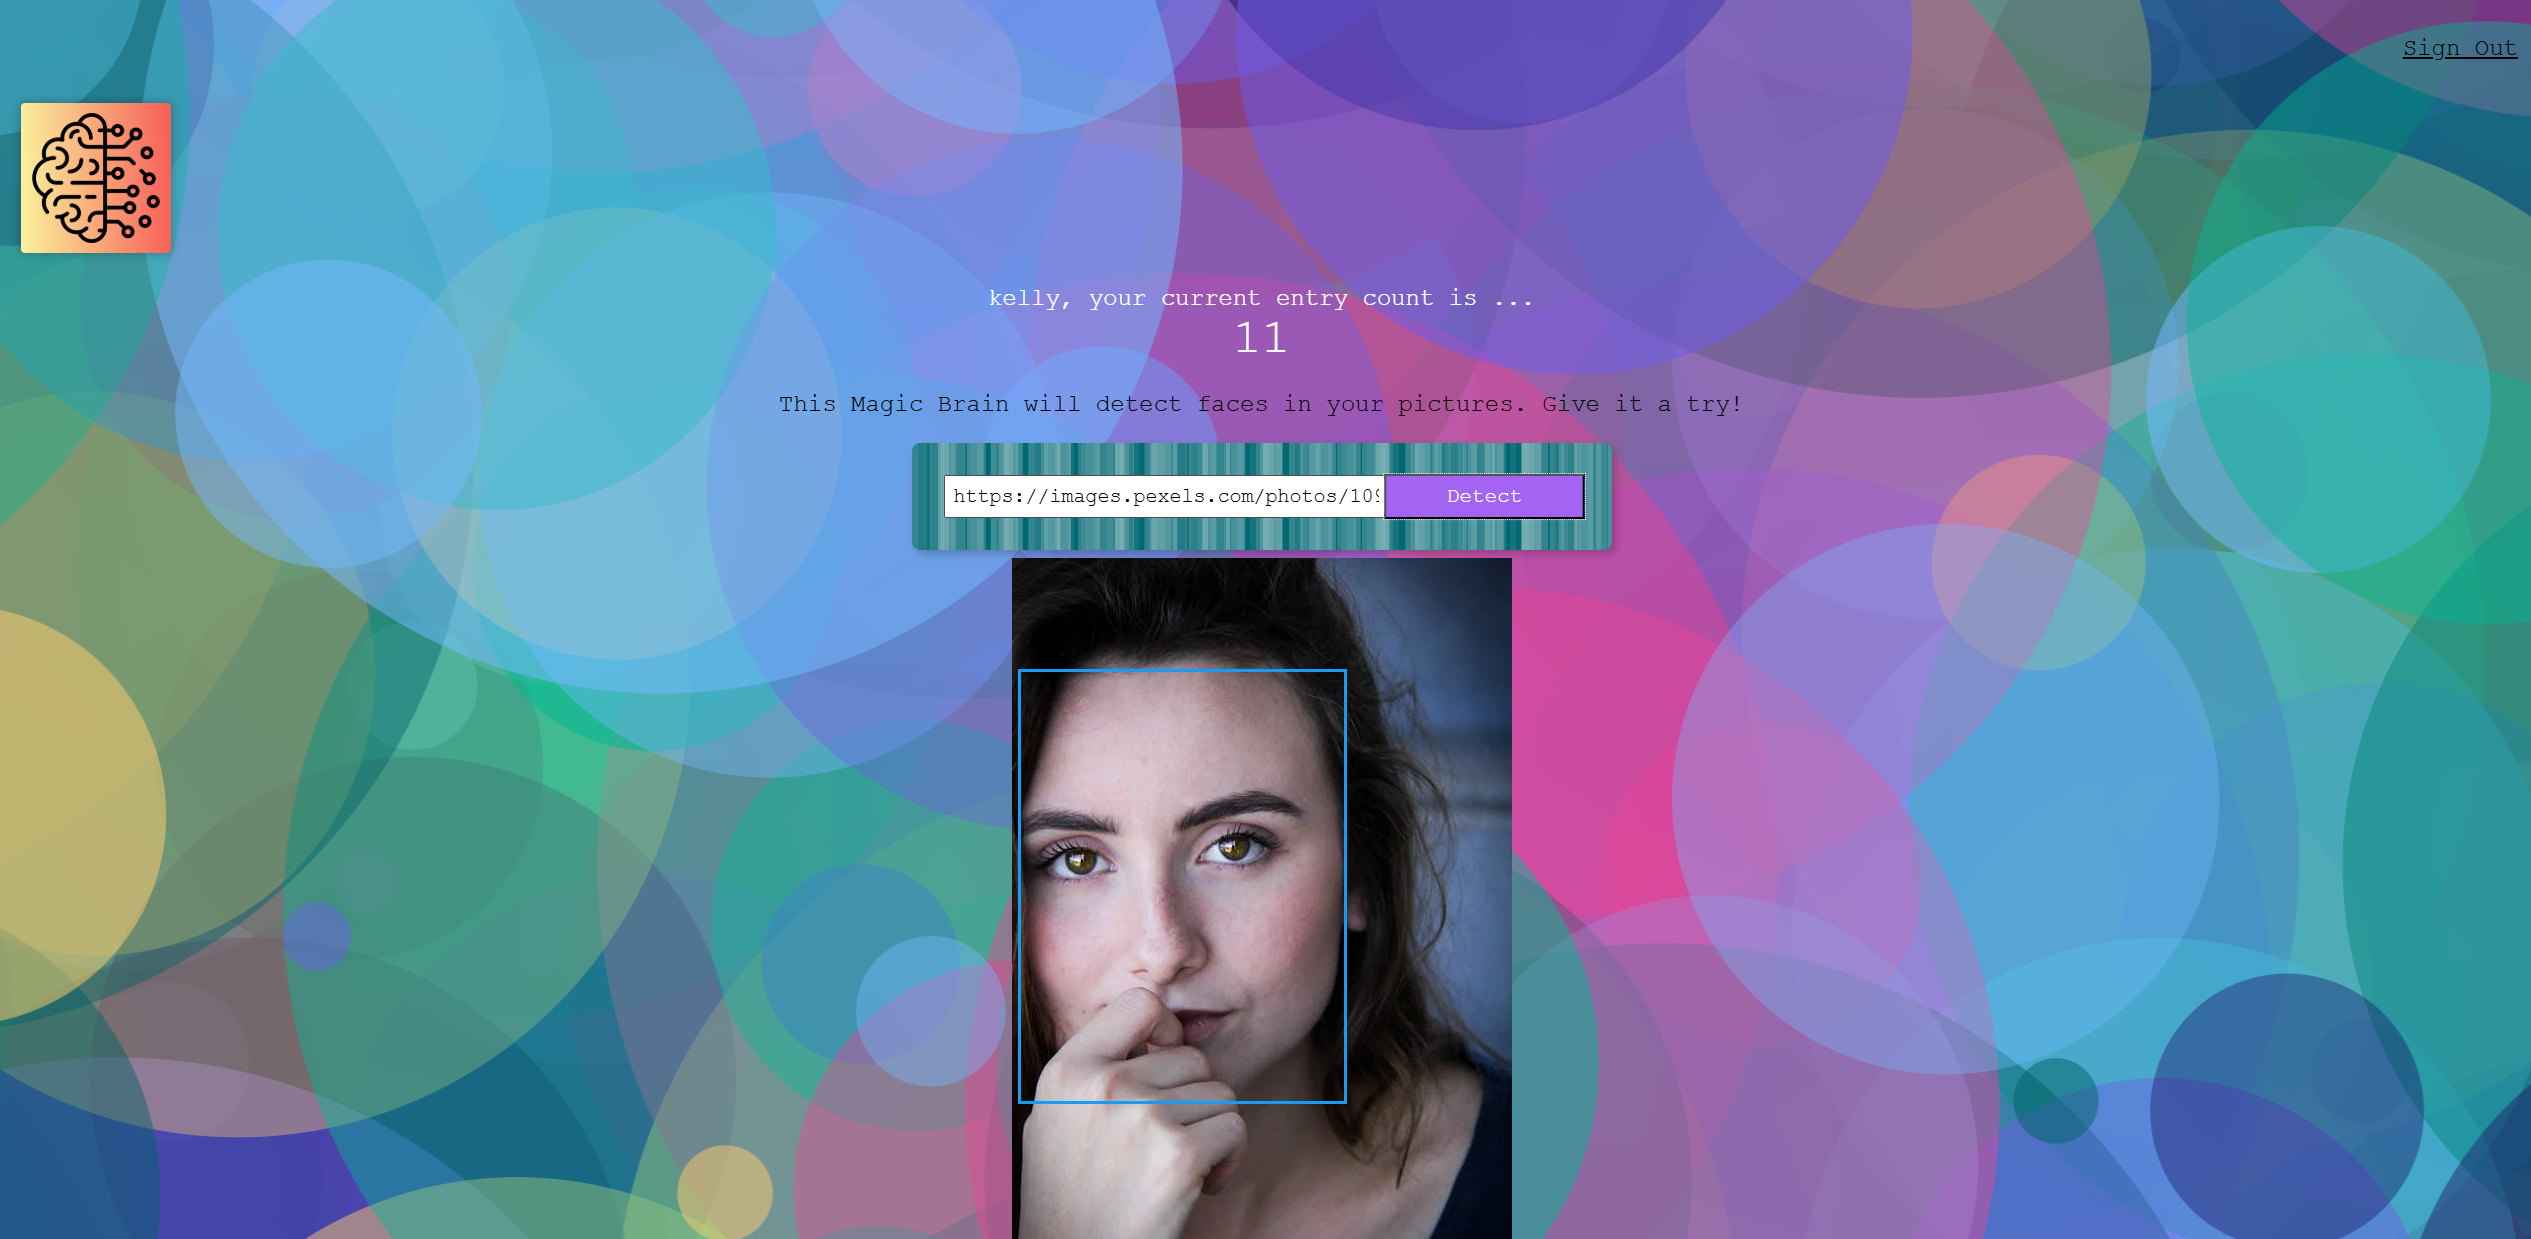 Sign Out
kelly, your current entry count is ...
11
This Magic Brain will detect faces in your pictures. Give it a try!
https://images.pexels.com/photos/109 Detect